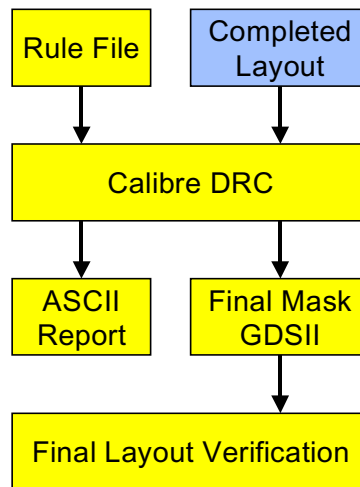 Rule File
Completed
Layout
Calibre DRC
ASCII
Report
Final Mask
GDSII
Final Layout Verification